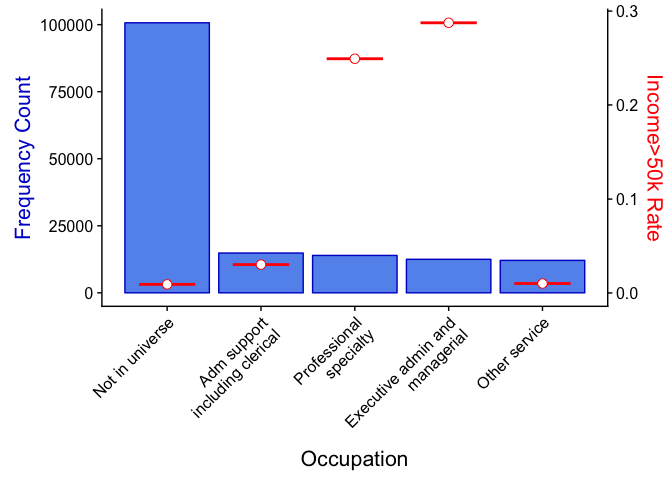 Frequency Count
100000
75000
50000
25000
0
0.3
0.2
0.1
0.0
Income>50k Rate
Not in universe
Adm support
including clerical
Professional
specialty
Executive admin and
managerial
Other service
Occupation